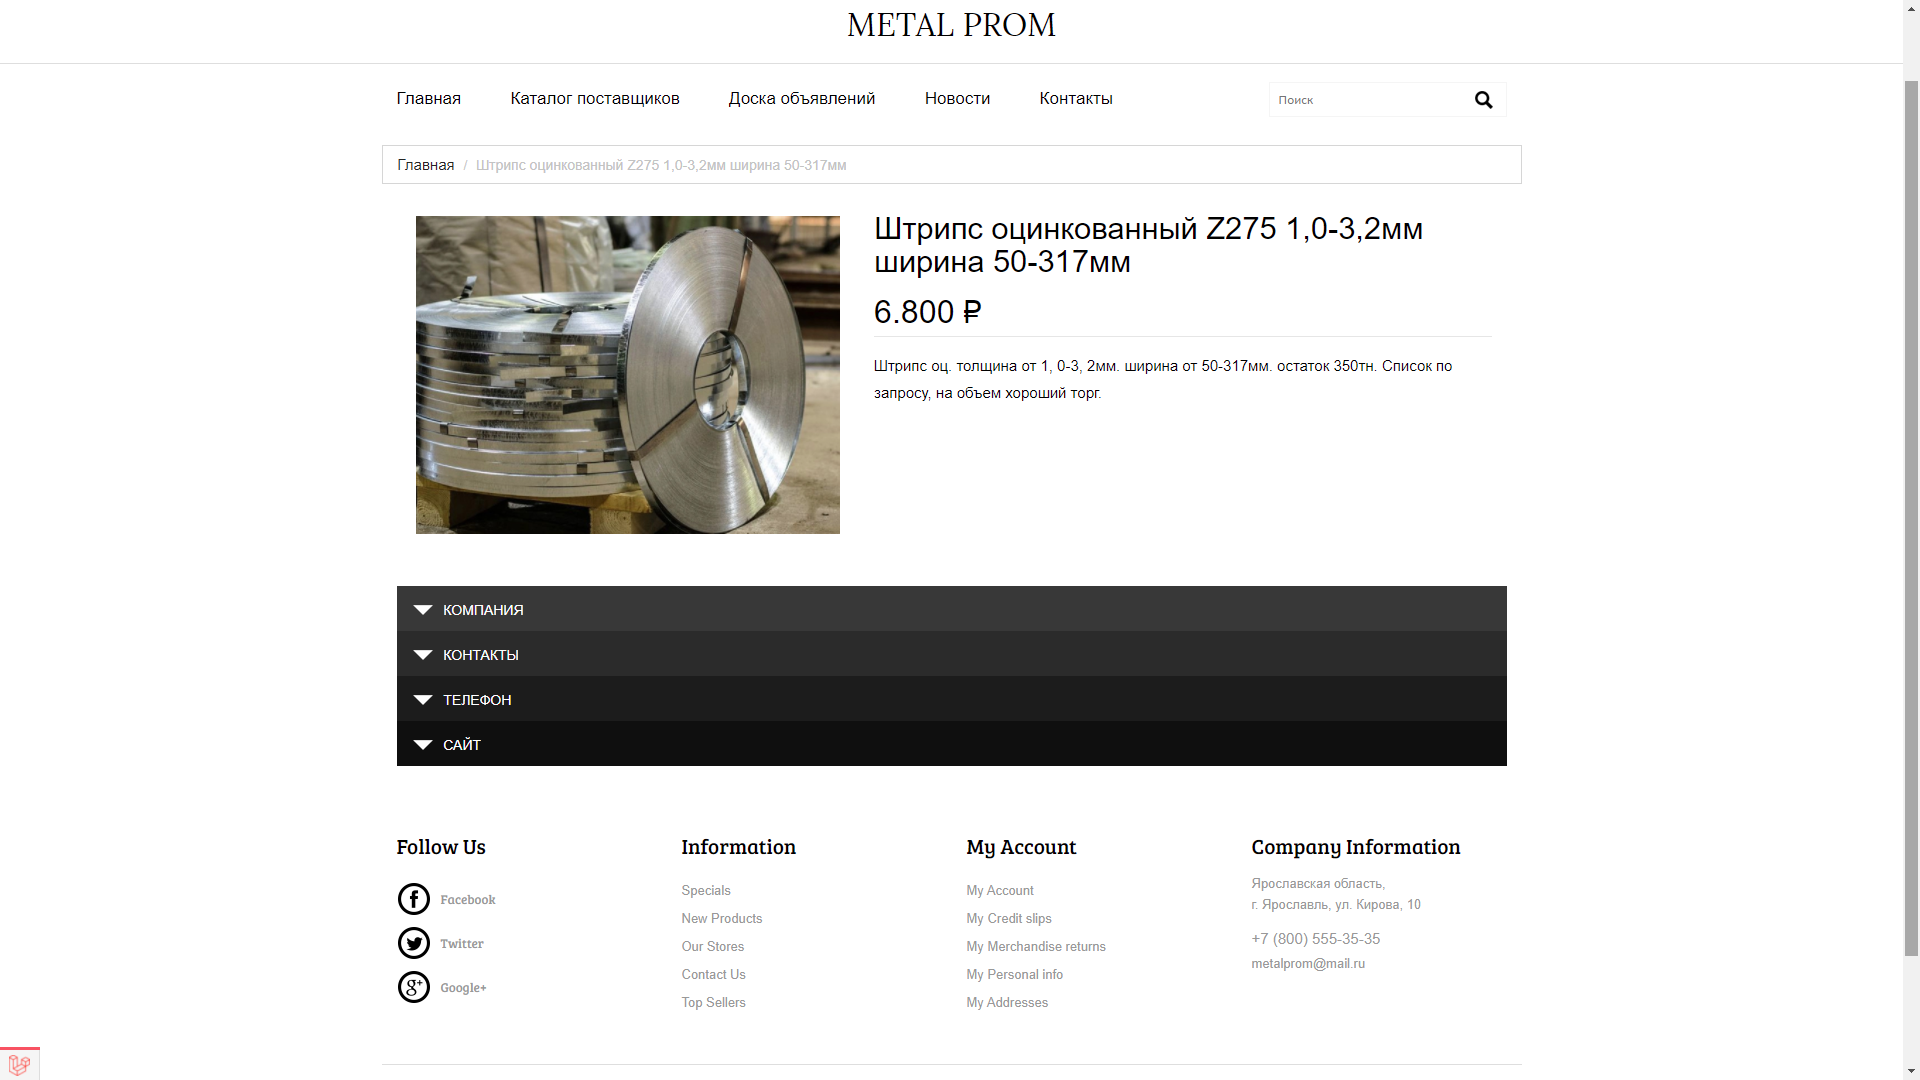 METAL PROM
Главная
Каталог поставщиков
Доска объявлений
Новости
Контакты
Поиск
Главная / Штрипс оцинкованный Z275 1,0-3,2мм ширина 50-317мм
Штрипс оцинкованный Z275 1,0-3,2мм
ширина 50-317мм
6.800 ₽
Штрипс оц. толщина от 1, 0-3, 2мм. ширина от 50-317мм. остаток 350тн. Список по
запросу, на объем хороший торг.
КОМПАНИЯ
КОНТАКТЫ
ТЕЛЕФОН
САЙТ
Follow Us
Facebook
Twitter
Google+
Information
Specials
New Products
Our Stores
Contact Us
Top Sellers
My Account
My Account
My Credit slips
My Merchandise returns
My Personal info
My Addresses
Company Information
Ярославская область,
г. Ярославль, ул. Кирова, 10
+7 (800) 555-35-35
metalprom@mail.ru